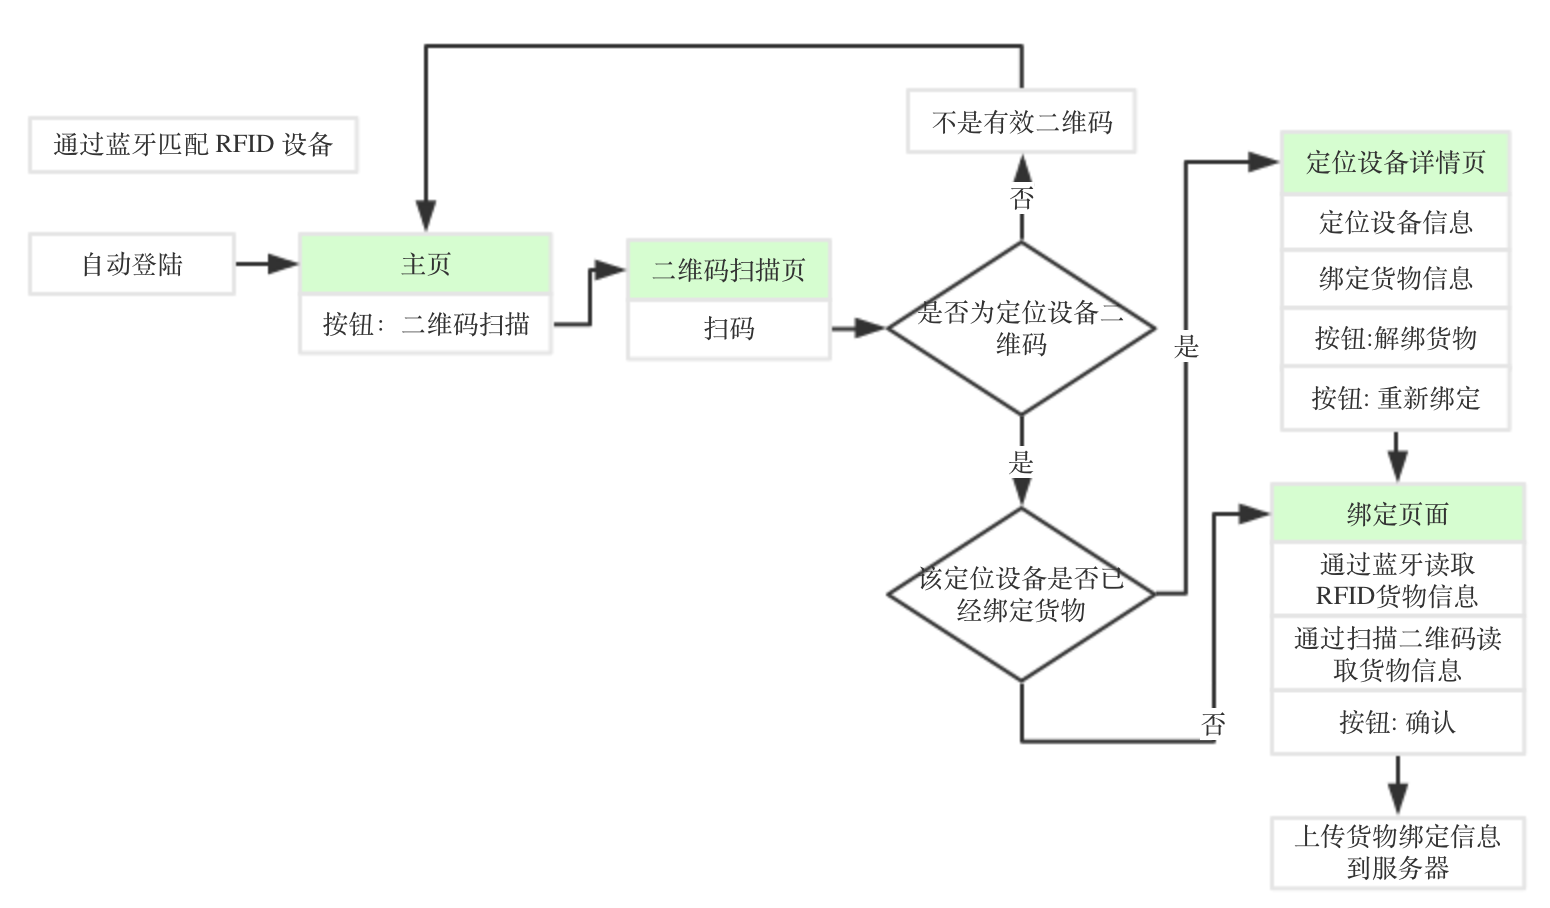 通过蓝牙匹配 RFID 设备
自动登陆
主页
按钮：二维码扫描
二维码扫描页
扫码
不是有效二维码
否
是否为定位设备二
维码
是
该定位设备是否已
经绑定货物
是
否
定位设备详情页
定位设备信息
绑定货物信息
按钮:解绑货物
按钮: 重新绑定
绑定页面
通过蓝牙读取
RFID货物信息
通过扫描二维码读
取货物信息
按钮: 确认
上传货物绑定信息
到服务器